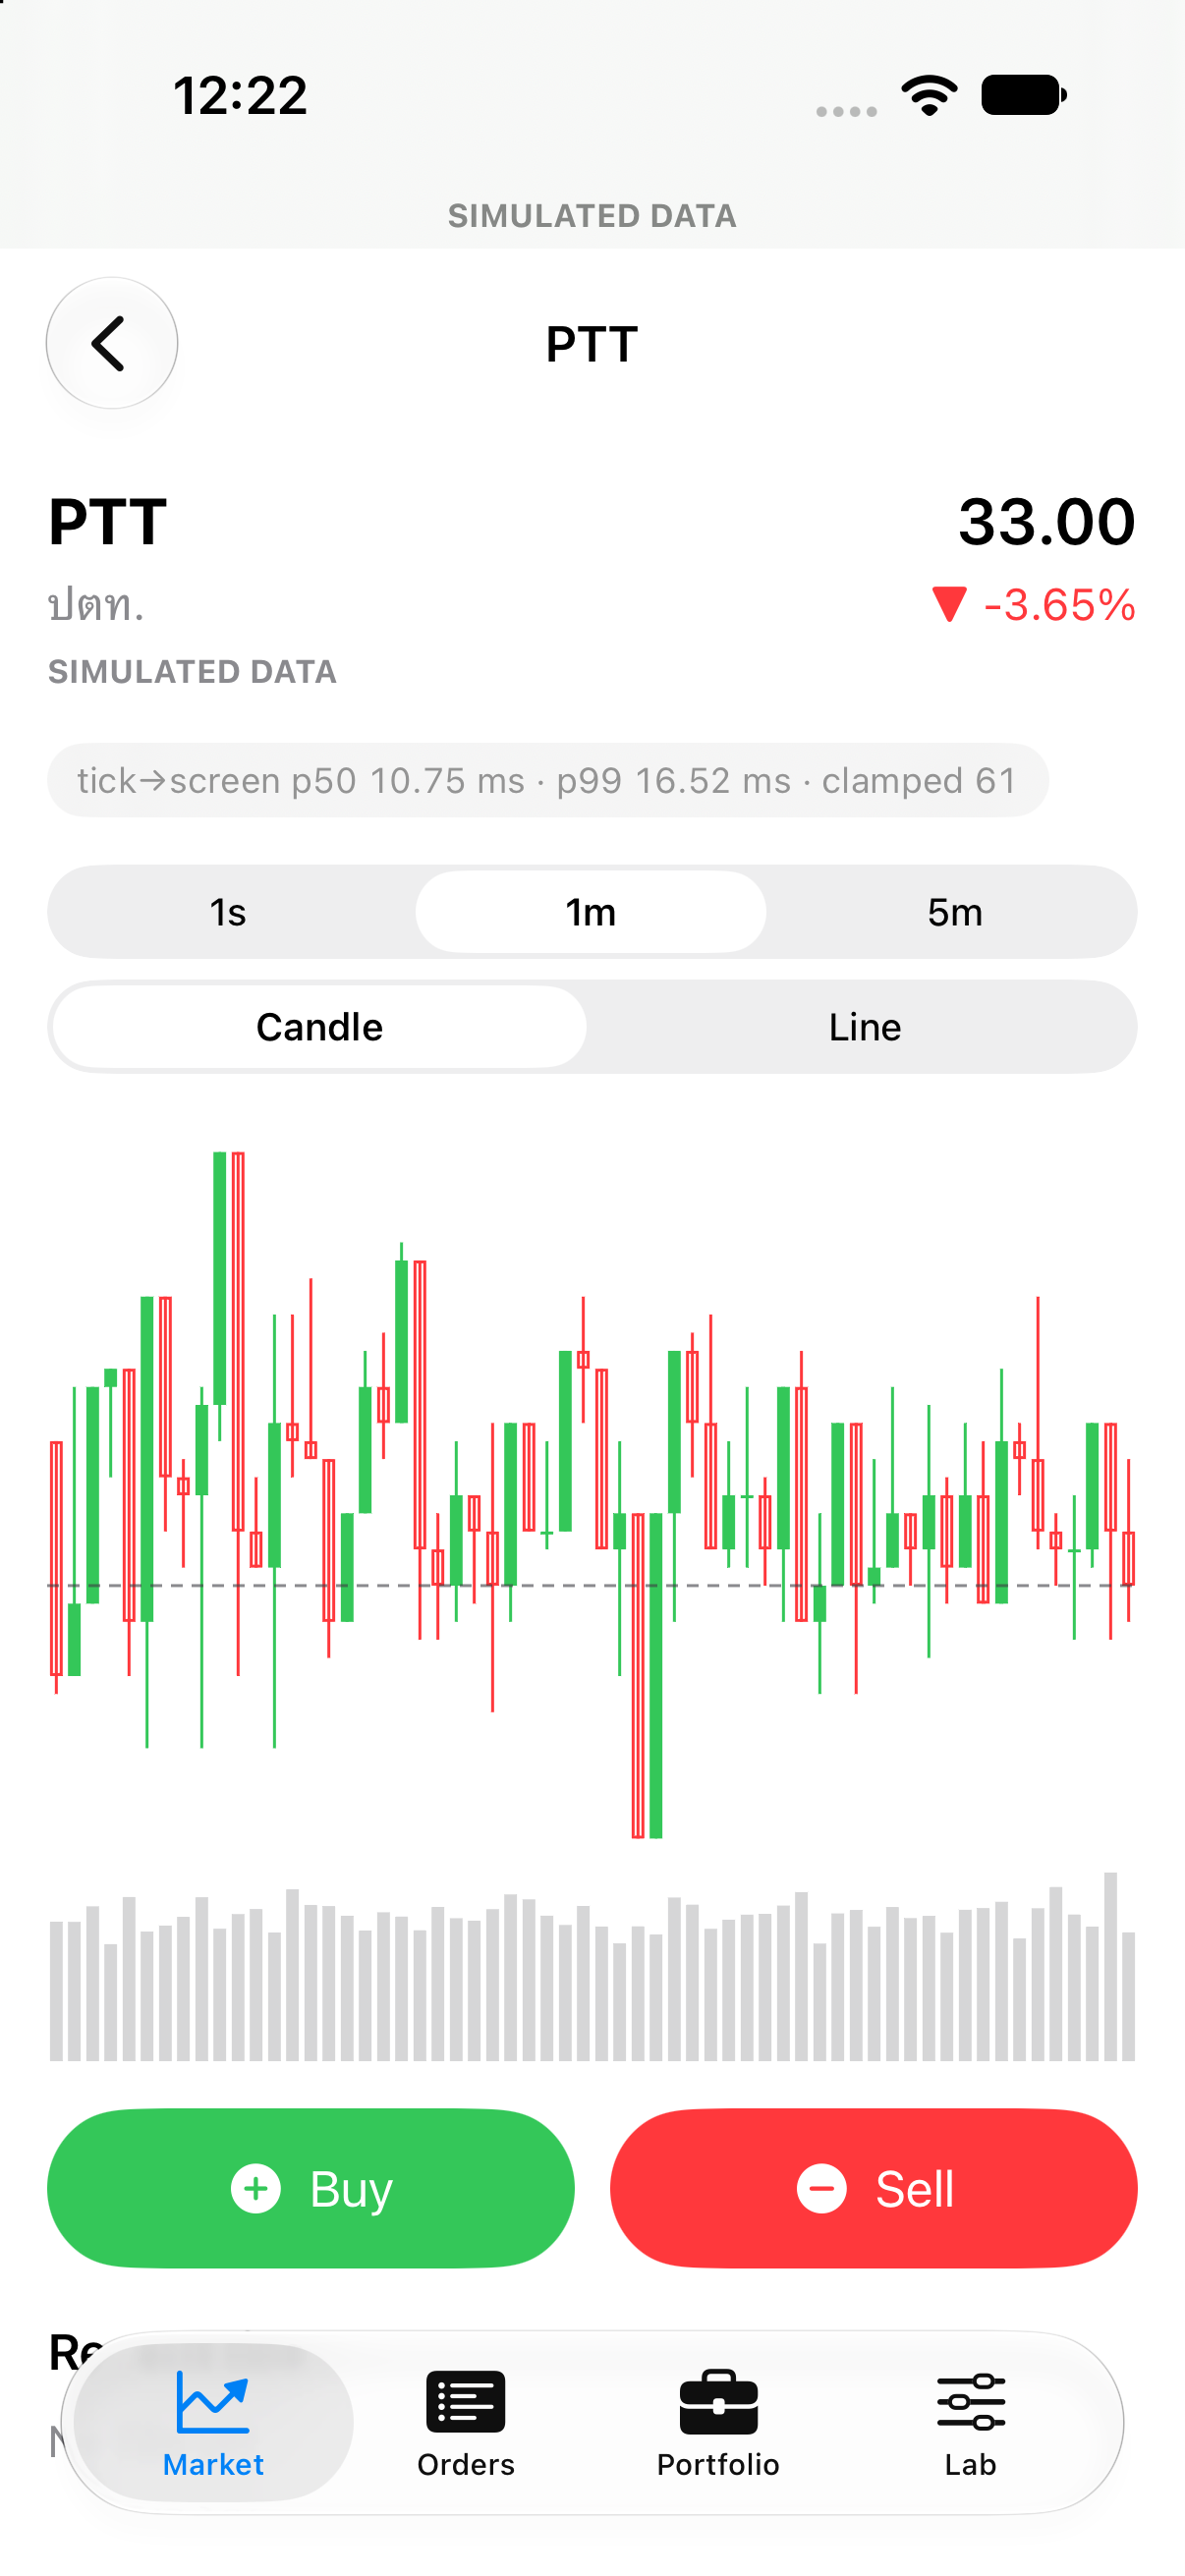 12:22
SIMULATED DATA
PTT
PTT
33.00
ปตท.
▼ -3.65%
SIMULATED DATA
tick→screen p50 10.75 ms · p99 16.52 ms · clamped 61
1s
1m
5m
Candle
Line
Buy
Sell
Market
Orders
Portfolio
Lab